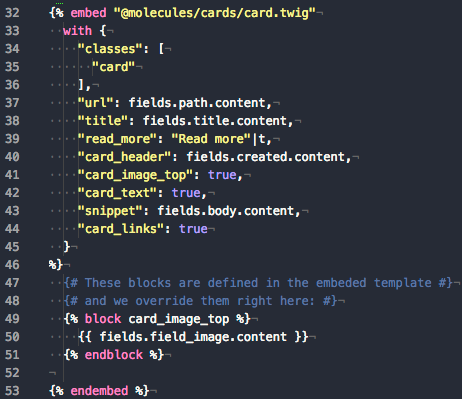 32 {% embed "@molecules/cards/card.twig"
33 with {
34 "classes": [
35 "card"
36 ],
37 "url": fields.path.content,
38 "title": fields.title.content,
39 "read_more": "Read more"|t,
40 "card_header": fields.created.content,
41 "card_image_top": true,
42 "card_text": true,
43 "snippet": fields.body.content,
44 "card_links": true
45 }
46 %}
47 {# These blocks are defined in the embeded template #}
48 {# and we override them right here: #}
49 {% block card_image_top %}
50 {{ fields.field_image.content }}
51 {% endblock %}
52
53 {% endembed %}